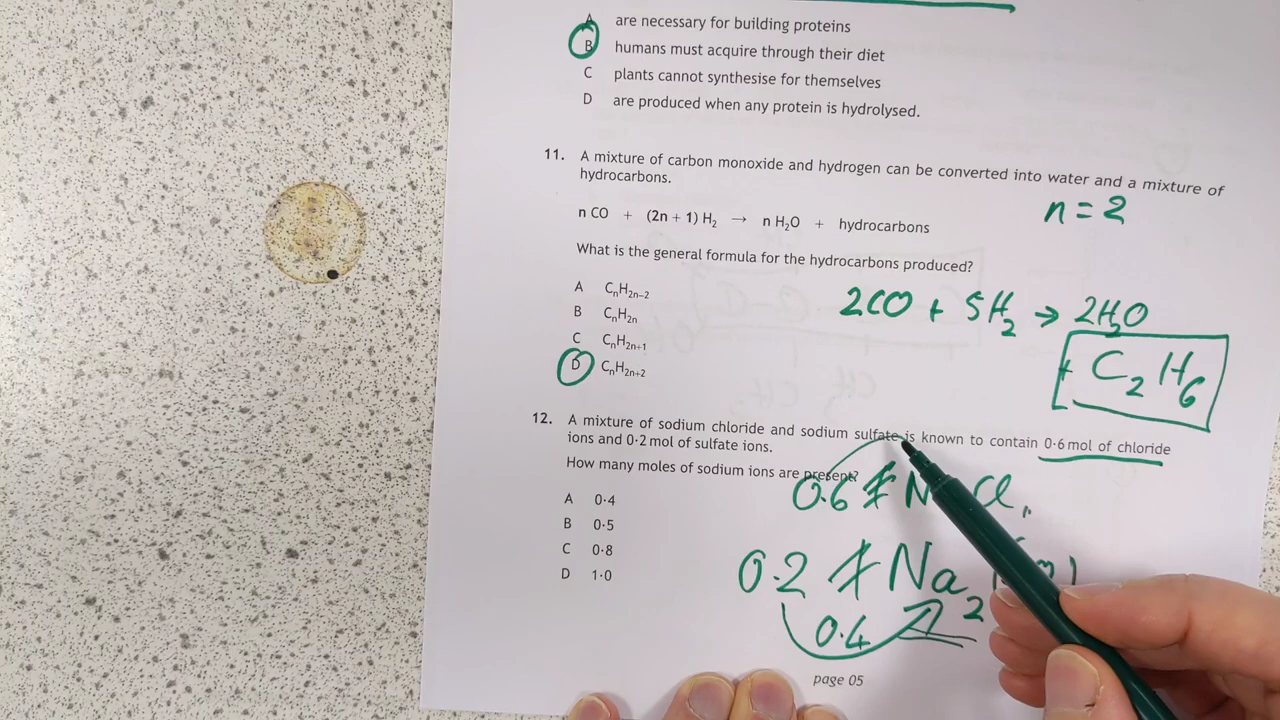 A are necessary for building proteins
B humans must acquire through their diet
C plants cannot synthesise for themselves
D are produced when any protein is hydrolysed.
11. A mixture of carbon monoxide and hydrogen can be converted into water and a mixture of
hydrocarbons.
n = 2
n CO + (2n + 1) H₂ → n H₂O + hydrocarbons
What is the general formula for the hydrocarbons produced?
A CₙH₂ₙ₋₂
B CₙH₂ₙ
C CₙH₂ₙ₊₁
D CₙH₂ₙ₊₂
2CO + 5H₂ → 2H₂O
+ C₂H₆
12. A mixture of sodium chloride and sodium sulfate is known to contain 0·6 mol of chloride
ions and 0·2 mol of sulfate ions.
How many moles of sodium ions are present?
A 0·4
B 0·5
C 0·8
D 1·0
0.6
0.2 Na₂
0.4
page 05